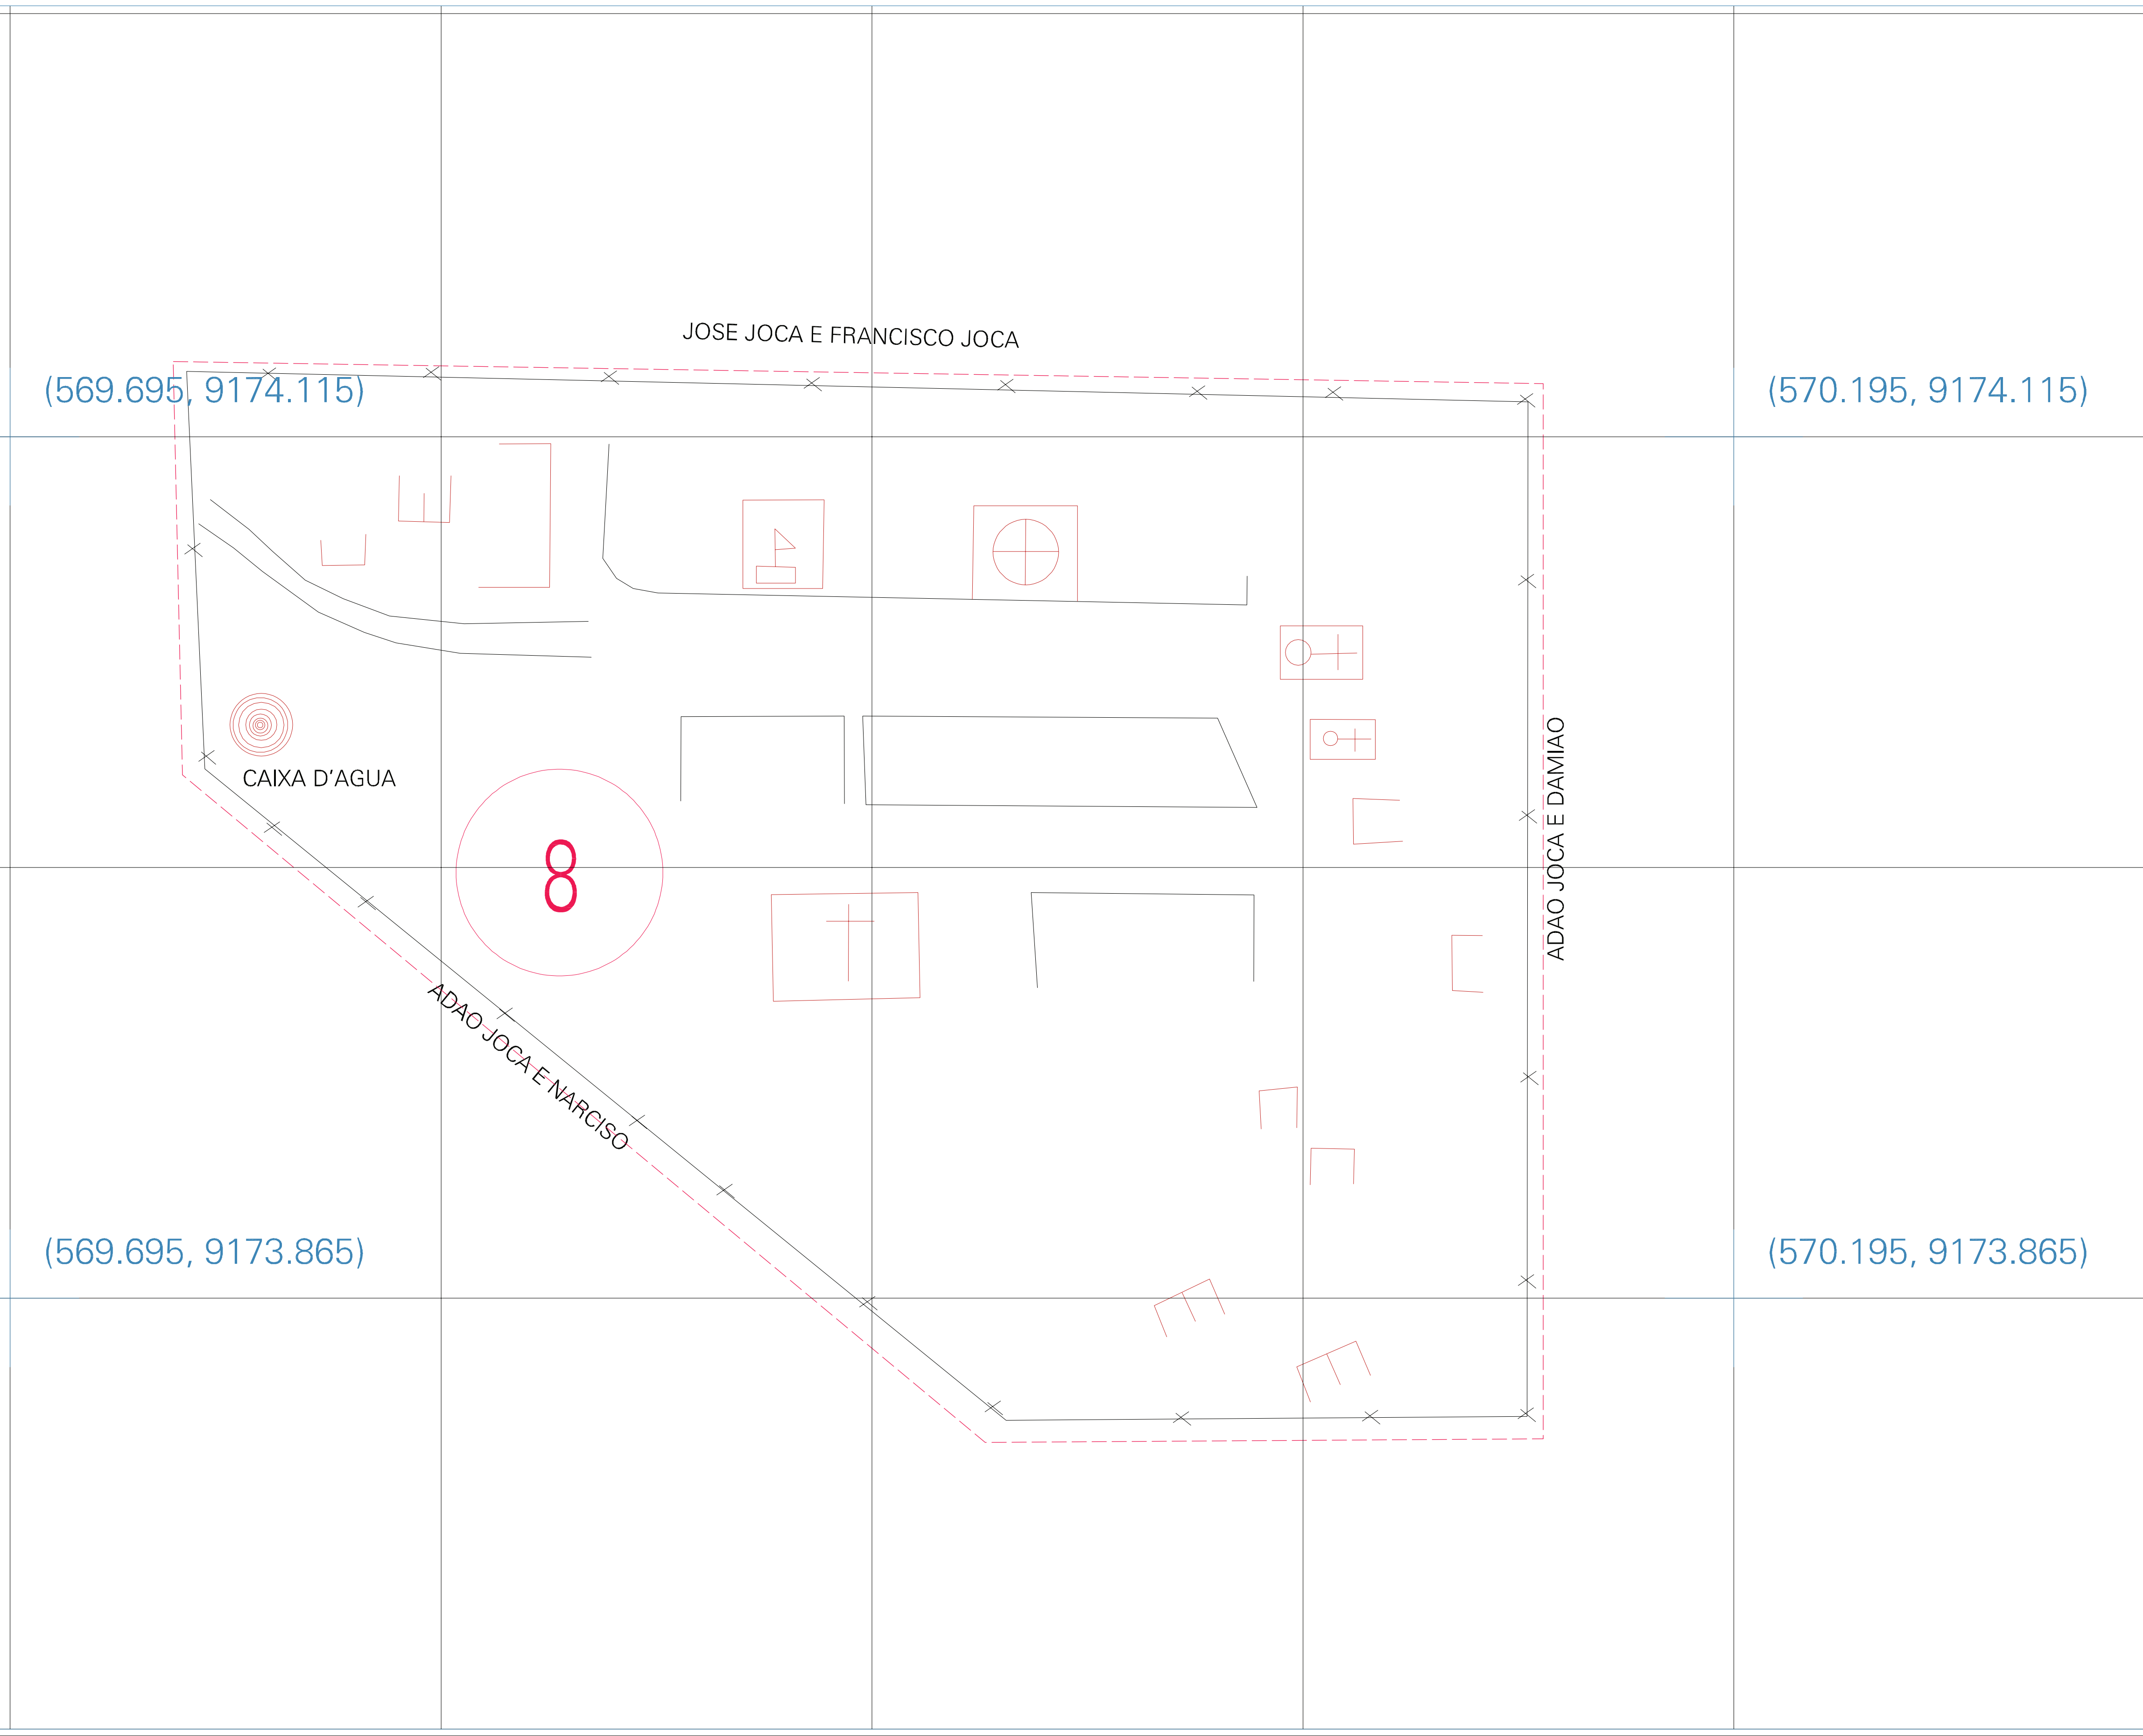 JOSE JOCA E FRANCISCO JOCA
(569.695, 9174.115)
(570.195, 9174.115)
CAIXA D'AGUA
ADAO JOCA E DAMIAO
8
ADAO JOCA E NARCISO
(569.695, 9173.865)
(570.195, 9173.865)